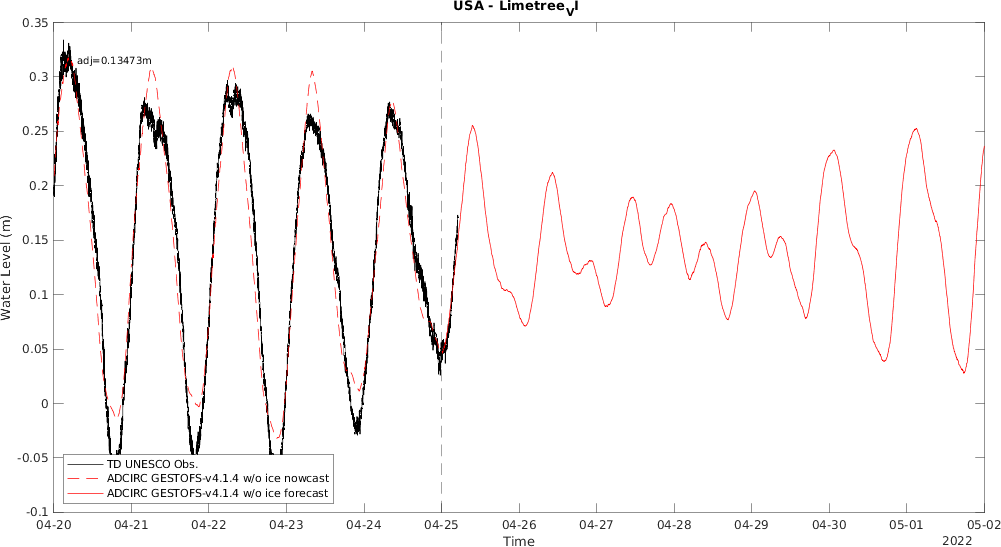 USA - Limetree_VI
0.35
0.3
0.25
0.2
0.15
0.1
0.05
0
-0.05
-0.1
Water Level (m)
adj=0.13473m
TD UNESCO Obs.
ADCIRC GESTOFS-v4.1.4 w/o ice nowcast
ADCIRC GESTOFS-v4.1.4 w/o ice forecast
04-20 04-21 04-22 04-23 04-24 04-25 04-26 04-27 04-28 04-29 04-30 05-01 05-02
Time
2022